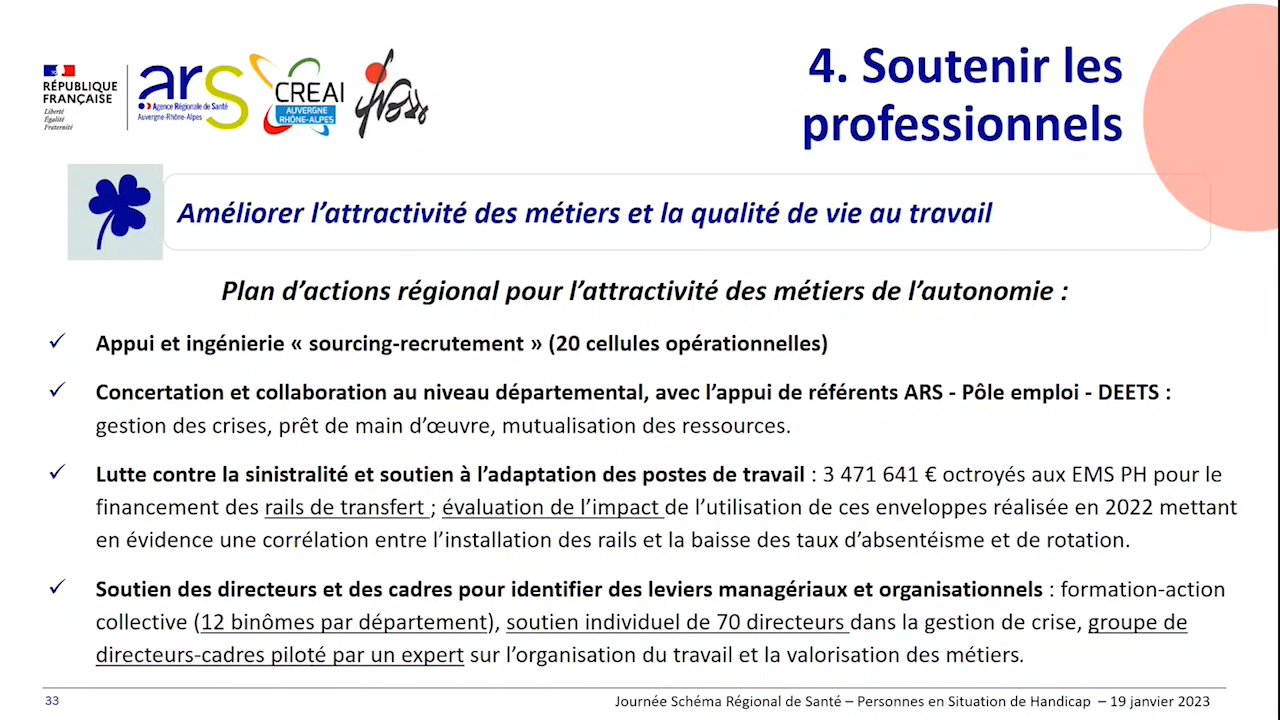 4. Soutenir les
professionnels
RÉPUBLIQUE
FRANÇAISE
Liberté
Égalité
Fraternité
ars
Agence Régionale de Santé
Auvergne-Rhône-Alpes
CREAI
AUVERGNE
RHÔNE-ALPES
Améliorer l’attractivité des métiers et la qualité de vie au travail
Plan d’actions régional pour l’attractivité des métiers de l’autonomie :
✓ Appui et ingénierie « sourcing-recrutement » (20 cellules opérationnelles)
✓ Concertation et collaboration au niveau départemental, avec l’appui de référents ARS - Pôle emploi - DEETS :
gestion des crises, prêt de main d’œuvre, mutualisation des ressources.
✓ Lutte contre la sinistralité et soutien à l’adaptation des postes de travail : 3 471 641 € octroyés aux EMS PH pour le
financement des rails de transfert ; évaluation de l’impact de l’utilisation de ces enveloppes réalisée en 2022 mettant
en évidence une corrélation entre l’installation des rails et la baisse des taux d’absentéisme et de rotation.
✓ Soutien des directeurs et des cadres pour identifier des leviers managériaux et organisationnels : formation-action
collective (12 binômes par département), soutien individuel de 70 directeurs dans la gestion de crise, groupe de
directeurs-cadres piloté par un expert sur l’organisation du travail et la valorisation des métiers.
33
Journée Schéma Régional de Santé – Personnes en Situation de Handicap – 19 janvier 2023